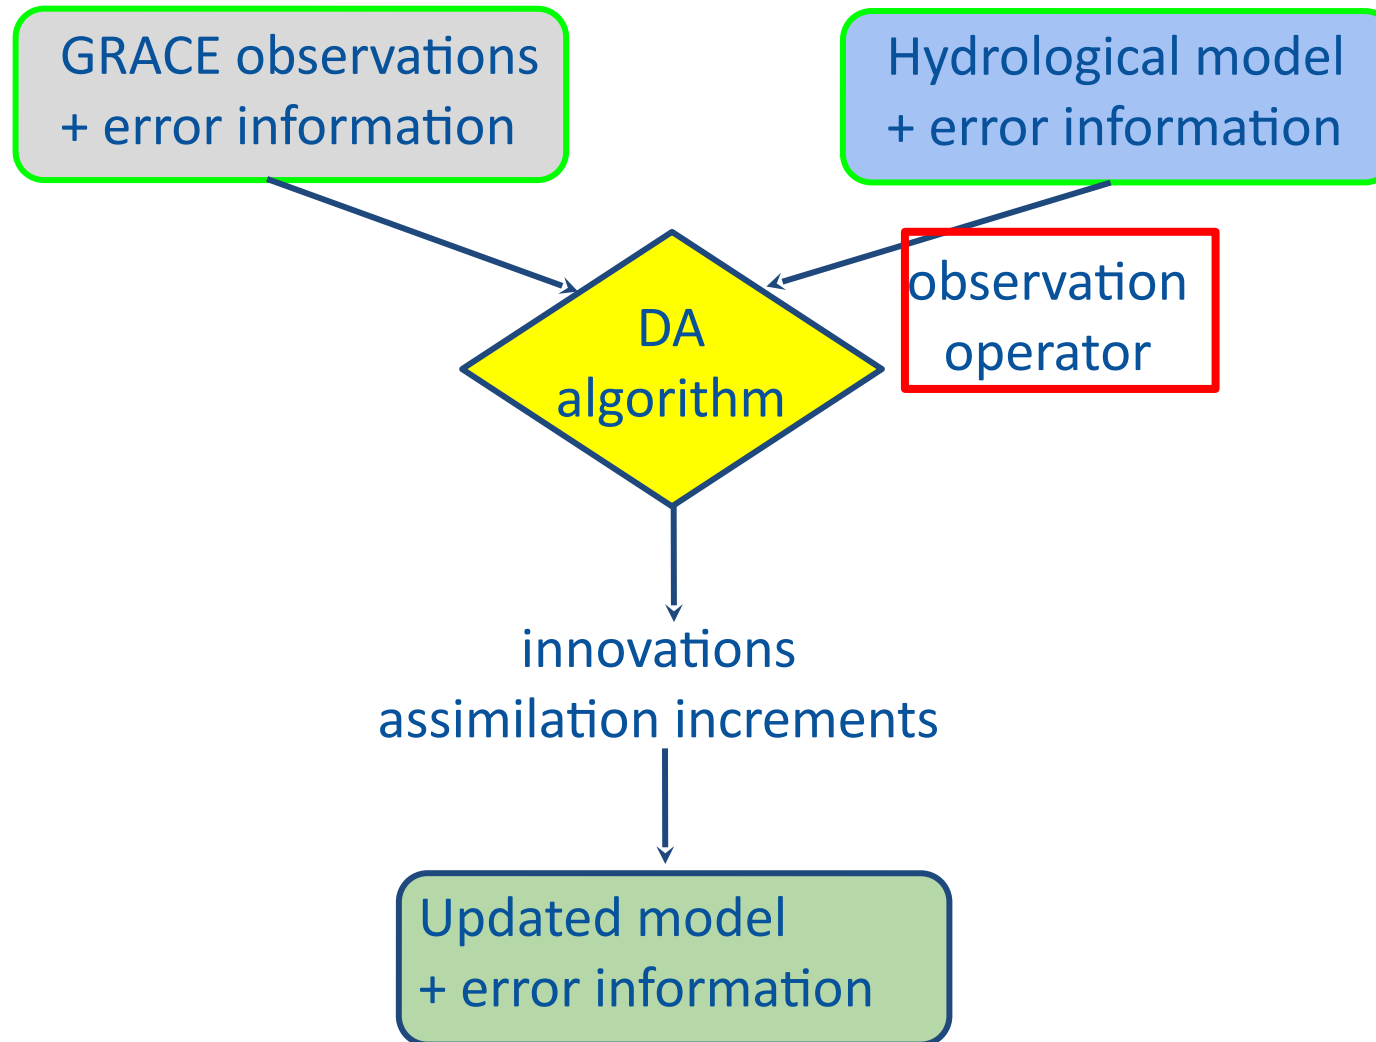 GRACE observations
+ error information
Hydrological model
+ error information
observation
operator
DA
algorithm
innovations
assimilation increments
Updated model
+ error information